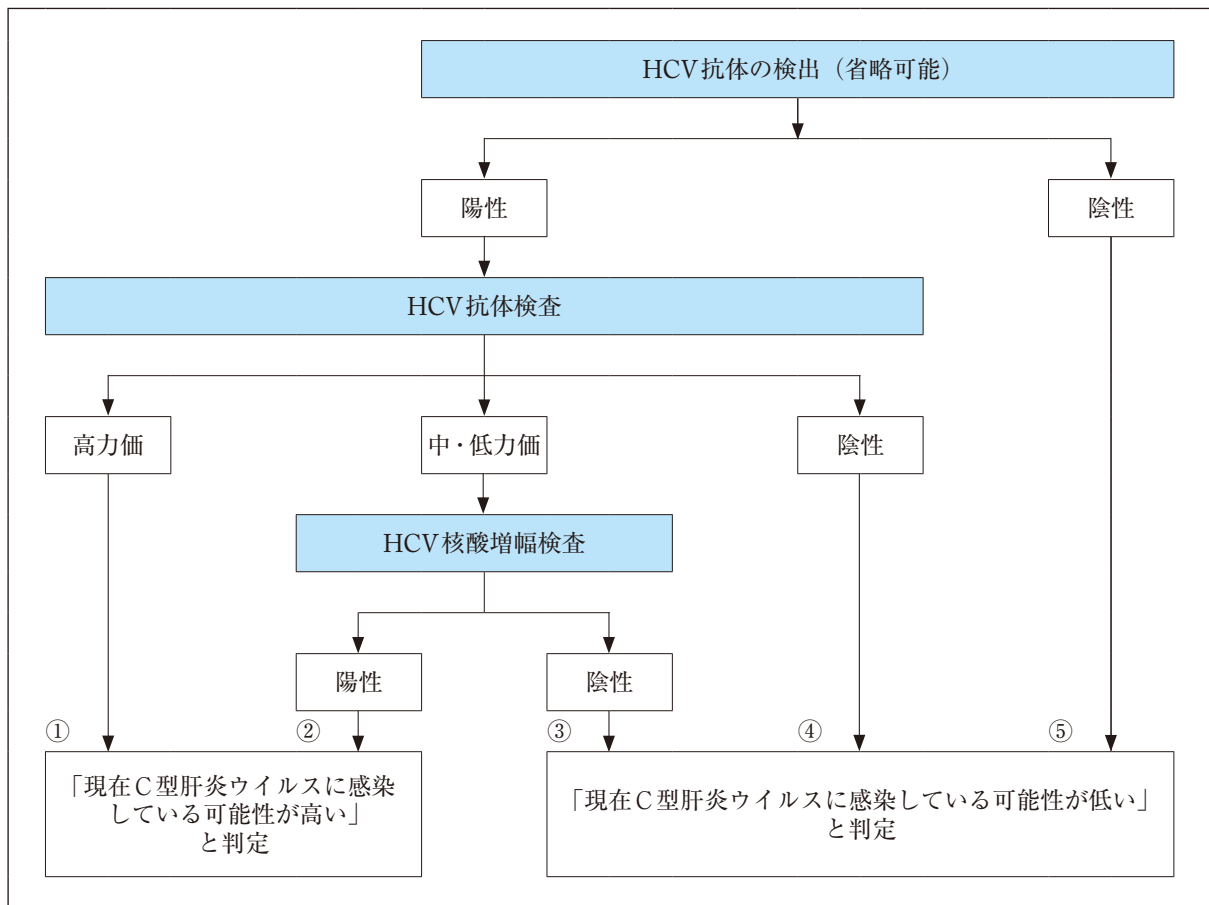 HCV抗体の検出（省略可能）
陽性
陰性
HCV抗体検査
高力価
中・低力価
陰性
HCV核酸増幅検査
陽性
陰性
①
②
③
④
⑤
「現在C型肝炎ウイルスに感染
している可能性が高い」
と判定
「現在C型肝炎ウイルスに感染している可能性が低い」
と判定